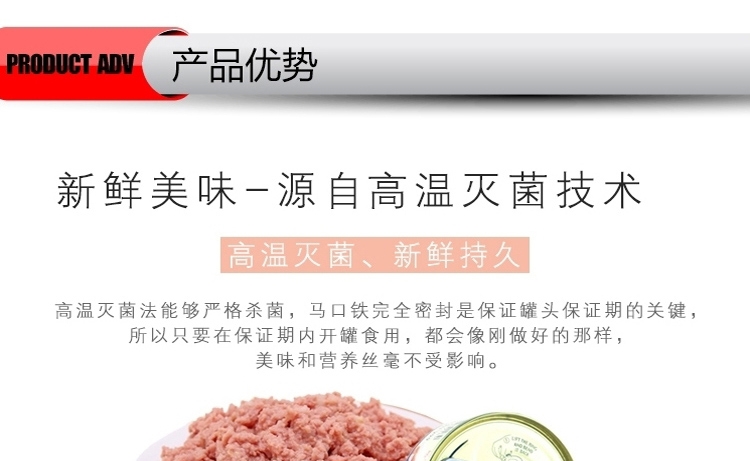 PRODUCT ADV
产品优势
新鲜美味-源自高温灭菌技术
高温灭菌、新鲜持久
高温灭菌法能够严格杀菌，马口铁完全密封是保证罐头保证期的关键，
所以只要在保证期内开罐食用，都会像刚做好的那样，
美味和营养丝毫不受影响。